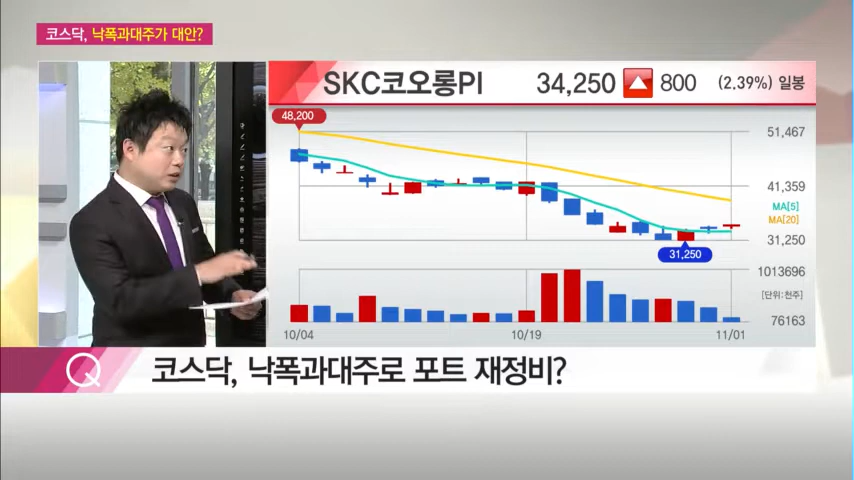 코스닥, 낙폭과대주가 대안?
SKC코오롱PI 34,250 800 (2.39%) 일봉
48,200
51,467
41,359
MA[5]
MA[20]
31,250
31,250
1013696
[단위:천주]
76163
10/04 10/19 11/01
Q 코스닥, 낙폭과대주로 포트 재정비?